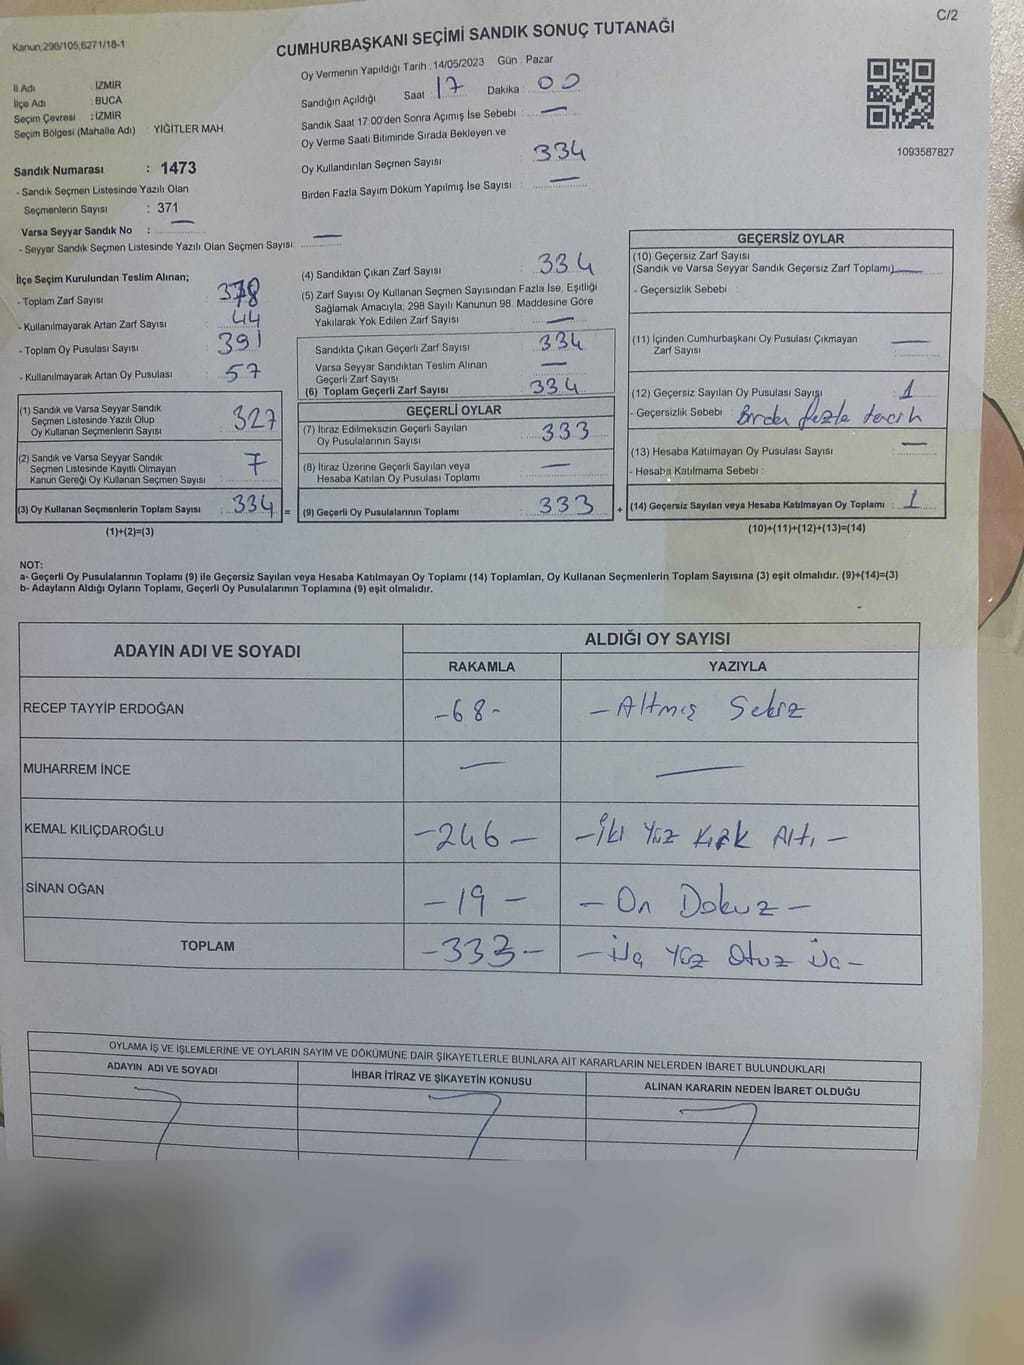 C/2
Kanun,298/105,6271/18-1
CUMHURBAŞKANI SEÇİMİ SANDIK SONUÇ TUTANAĞI
Oy Vermenin Yapıldığı Tarih : 14/05/2023 Gün : Pazar
İl Adı : İZMİR
İlçe Adı : BUCA
Seçim Çevresi : İZMİR
Seçim Bölgesi (Mahalle Adı) : YİĞİTLER MAH.
Sandığın Açıldığı Saat : 17 Dakika : 00
Sandık Saat 17:00'den Sonra Açımış İse Sebebi : —
Oy Verme Saati Bitiminde Sırada Bekleyen ve
Oy Kullandırılan Seçmen Sayısı : 334
Birden Fazla Sayım Döküm Yapılmış İse Sayısı : —
1093587827
Sandık Numarası : 1473
- Sandık Seçmen Listesinde Yazılı Olan
Seçmenlerin Sayısı : 371
Varsa Seyyar Sandık No : —
- Seyyar Sandık Seçmen Listesinde Yazılı Olan Seçmen Sayısı: —
İlçe Seçim Kurulundan Teslim Alınan;
- Toplam Zarf Sayısı 378
- Kullanılmayarak Artan Zarf Sayısı 44
- Toplam Oy Pusulası Sayısı 391
- Kullanılmayarak Artan Oy Pusulası 57
(1) Sandık ve Varsa Seyyar Sandık
Seçmen Listesinde Yazılı Olup
Oy Kullanan Seçmenlerin Sayısı 327
(2) Sandık ve Varsa Seyyar Sandık
Seçmen Listesinde Kayıtlı Olmayan
Kanun Gereği Oy Kullanan Seçmen Sayısı 7
(3) Oy Kullanan Seçmenlerin Toplam Sayısı 334 =
(1)+(2)=(3)
(4) Sandıktan Çıkan Zarf Sayısı : 334
(5) Zarf Sayısı Oy Kullanan Seçmen Sayısından Fazla İse, Eşitliği
Sağlamak Amacıyla; 298 Sayılı Kanunun 98. Maddesine Göre
Yakılarak Yok Edilen Zarf Sayısı : —
Sandıkta Çıkan Geçerli Zarf Sayısı : 334
Varsa Seyyar Sandıktan Teslim Alınan
Geçerli Zarf Sayısı : —
(6) Toplam Geçerli Zarf Sayısı : 334
GEÇERLİ OYLAR
(7) İtiraz Edilmeksizin Geçerli Sayılan
Oy Pusulalarının Sayısı : 333
(8) İtiraz Üzerine Geçerli Sayılan veya
Hesaba Katılan Oy Pusulası Toplamı : —
(9) Geçerli Oy Pusulalarının Toplamı : 333 +
GEÇERSİZ OYLAR
(10) Geçersiz Zarf Sayısı
(Sandık ve Varsa Seyyar Sandık Geçersiz Zarf Toplamı) —
- Geçersizlik Sebebi :
(11) İçinden Cumhurbaşkanı Oy Pusulası Çıkmayan
Zarf Sayısı : —
(12) Geçersiz Sayılan Oy Pusulası Sayışı : 1
- Geçersizlik Sebebi : Birden fazla tercih
(13) Hesaba Katılmayan Oy Pusulası Sayısı : —
- Hesaba Katılmama Sebebi :
(14) Geçersiz Sayılan veya Hesaba Katılmayan Oy Toplamı : 1
(10)+(11)+(12)+(13)=(14)
NOT:
a- Geçerli Oy Pusulalarının Toplamı (9) ile Geçersiz Sayılan veya Hesaba Katılmayan Oy Toplamı (14) Toplamları, Oy Kullanan Seçmenlerin Toplam Sayısına (3) eşit olmalıdır. (9)+(14)=(3)
b- Adayların Aldığı Oyların Toplamı, Geçerli Oy Pusulalarının Toplamına (9) eşit olmalıdır.
ADAYIN ADI VE SOYADI ALDIĞI OY SAYISI
RAKAMLA YAZIYLA
RECEP TAYYİP ERDOĞAN -68- - Altmış Sekiz
MUHARREM İNCE — —
KEMAL KILIÇDAROĞLU -246- -İki Yüz Kırk Altı-
SİNAN OĞAN -19- - On Dokuz -
TOPLAM -333- - Üç Yüz Otuz Üç -
OYLAMA İŞ VE İŞLEMLERİNE VE OYLARIN SAYIM VE DÖKÜMÜNE DAİR ŞİKAYETLERLE BUNLARA AİT KARARLARIN NELERDEN İBARET BULUNDUKLARI
ADAYIN ADI VE SOYADI İHBAR İTİRAZ VE ŞİKAYETİN KONUSU ALINAN KARARIN NEDEN İBARET OLDUĞU